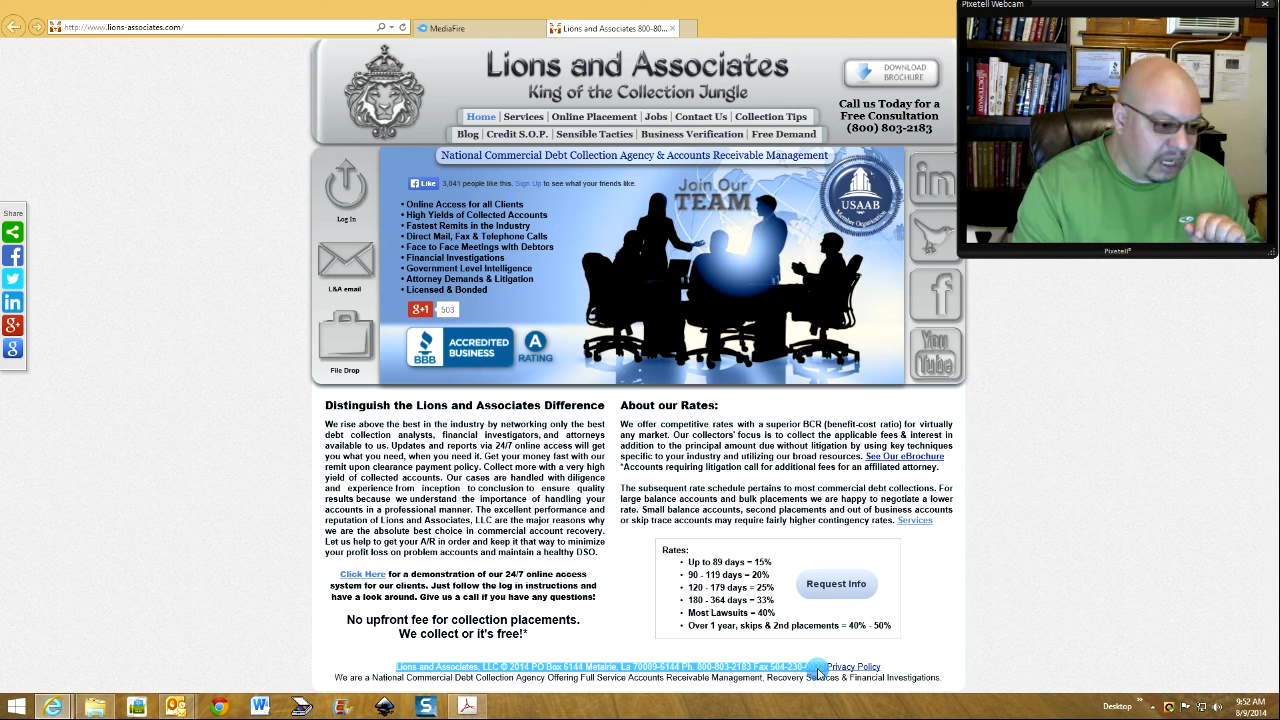 Pixetell Webcam
http://www.lions-associates.com/
MediaFire
Lions and Associates 800-80...
Lions and Associates
King of the Collection Jungle
DOWNLOAD
BROCHURE
Home | Services | Online Placement | Jobs | Contact Us | Collection Tips
Blog | Credit S.O.P. | Sensible Tactics | Business Verification | Free Demand
Call us Today for a
Free Consultation
(800) 803-2183
National Commercial Debt Collection Agency & Accounts Receivable Management
Like 3,941 people like this. Sign Up to see what your friends like.
• Online Access for all Clients
• High Yields of Collected Accounts
• Fastest Remits in the Industry
• Direct Mail, Fax & Telephone Calls
• Face to Face Meetings with Debtors
• Financial Investigations
• Government Level Intelligence
• Attorney Demands & Litigation
• Licensed & Bonded
8+1 503
BBB ACCREDITED
BUSINESS
A
RATING
JOIN OUR
TEAM
USAAB
Member Organization
Log In
L&A email
File Drop
Share
in
f
You
Tube
Pixetell
Distinguish the Lions and Associates Difference
We rise above the best in the industry by networking only the best
debt collection analysts, financial investigators, and attorneys
available to us. Updates and reports via 24/7 online access will get
you what you need, when you need it. Get your money fast with our
remit upon clearance payment policy. Collect more with a very high
yield of collected accounts. Our cases are handled with diligence
and experience from inception to conclusion to ensure quality
results because we understand the importance of handling your
accounts in a professional manner. The excellent performance and
reputation of Lions and Associates, LLC are the major reasons why
we are the absolute best choice in commercial account recovery.
Let us help to get your A/R in order and keep it that way to minimize
your profit loss on problem accounts and maintain a healthy DSO.
Click Here for a demonstration of our 24/7 online access
system for our clients. Just follow the log in instructions and
have a look around. Give us a call if you have any questions!
No upfront fee for collection placements.
We collect or it's free!*
About our Rates:
We offer competitive rates with a superior BCR (benefit-cost ratio) for virtually
any market. Our collectors' focus is to collect the applicable fees & interest in
addition to the principal amount due without litigation by using key techniques
specific to your industry and utilizing our broad resources. See Our eBrochure
*Accounts requiring litigation call for additional fees for an affiliated attorney.
The subsequent rate schedule pertains to most commercial debt collections. For
large balance accounts and bulk placements we are happy to negotiate a lower
rate. Small balance accounts, second placements and out of business accounts
or skip trace accounts may require fairly higher contingency rates. Services
Rates:
• Up to 89 days = 15%
• 90 - 119 days = 20%
• 120 - 179 days = 25%
• 180 - 364 days = 33%
• Most Lawsuits = 40%
• Over 1 year, skips & 2nd placements = 40% - 50%
Request Info
Lions and Associates, LLC © 2014 PO Box 6144 Metairie, La 70009-6144 Ph. 800-803-2183 Fax 504-230- Privacy Policy
We are a National Commercial Debt Collection Agency Offering Full Service Accounts Receivable Management, Recovery Services & Financial Investigations.
Desktop
9:52 AM
8/9/2014